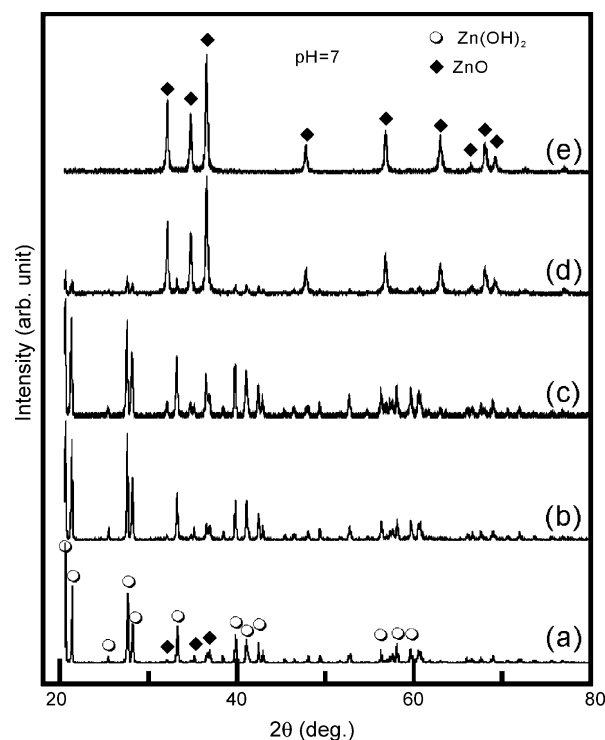 Zn(OH)₂
pH=7
ZnO
(e)
(d)
(c)
(b)
(a)
Intensity (arb. unit)
20 40 60 80
2θ (deg.)